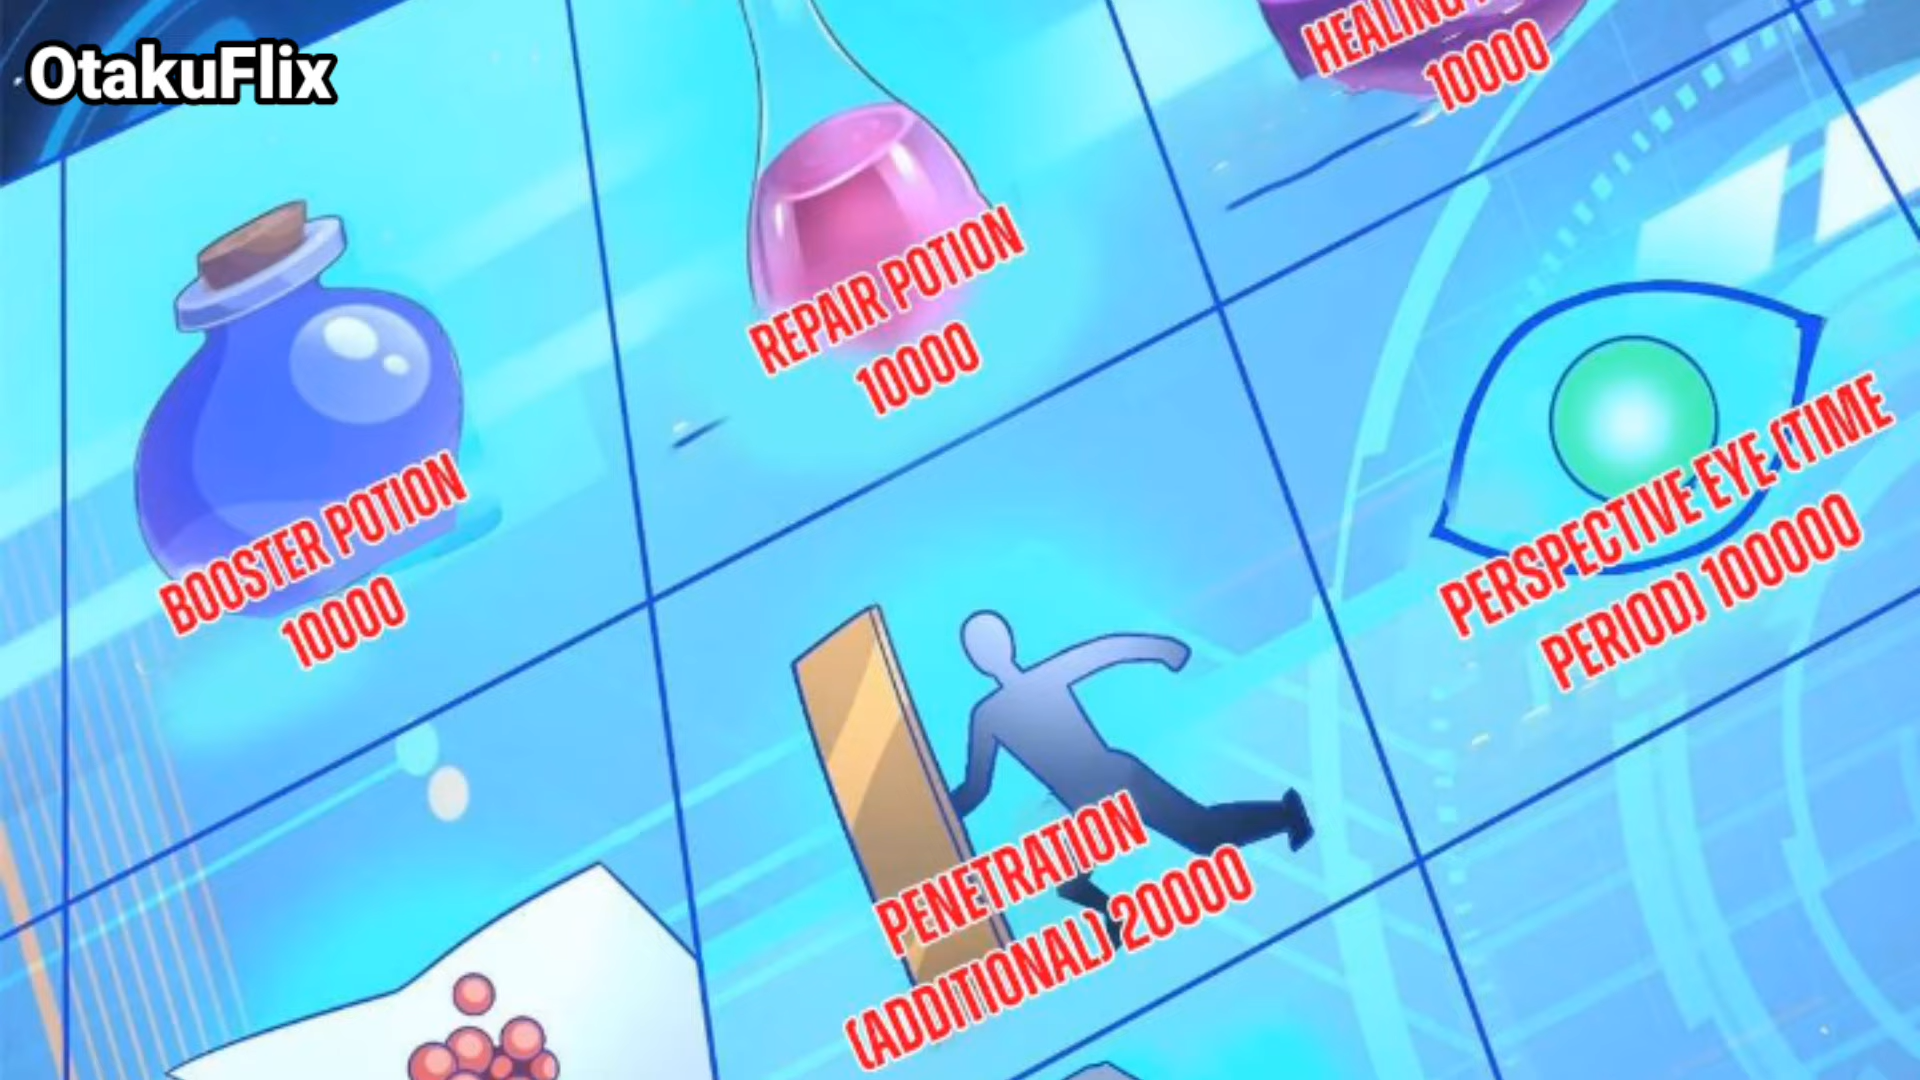 OtakuFlix
HEALING
10000
REPAIR POTION
10000
BOOSTER POTION
10000
PERSPECTIVE EYE (TIME
PERIOD) 100000
PENETRATION
(ADDITIONAL) 20000